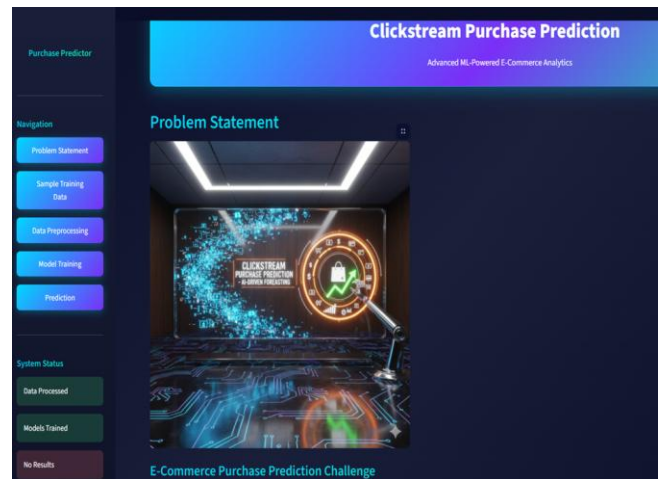 Purchase Predictor
Navigation
Problem Statement
Sample Training
Data
Data Preprocessing
Model Training
Prediction
System Status
Data Processed
Models Trained
No Results
Clickstream Purchase Prediction
Advanced ML-Powered E-Commerce Analytics
Problem Statement
CLICKSTREAM
PURCHASE PREDICTION
- AI-DRIVEN FORECASTING
E-Commerce Purchase Prediction Challenge